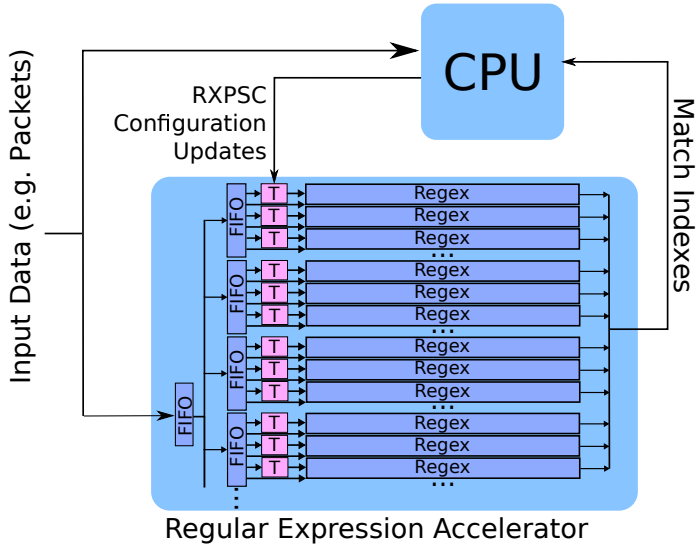 CPU
RXPSC
Configuration
Updates
Input Data (e.g. Packets)
Match Indexes
FIFO
T
Regex
Regex
T
Regex
...
FIFO
T
Regex
T
Regex
T
Regex
...
FIFO
T
Regex
T
Regex
T
Regex
...
FIFO
FIFO
T
Regex
T
Regex
T
Regex
...
...
Regular Expression Accelerator